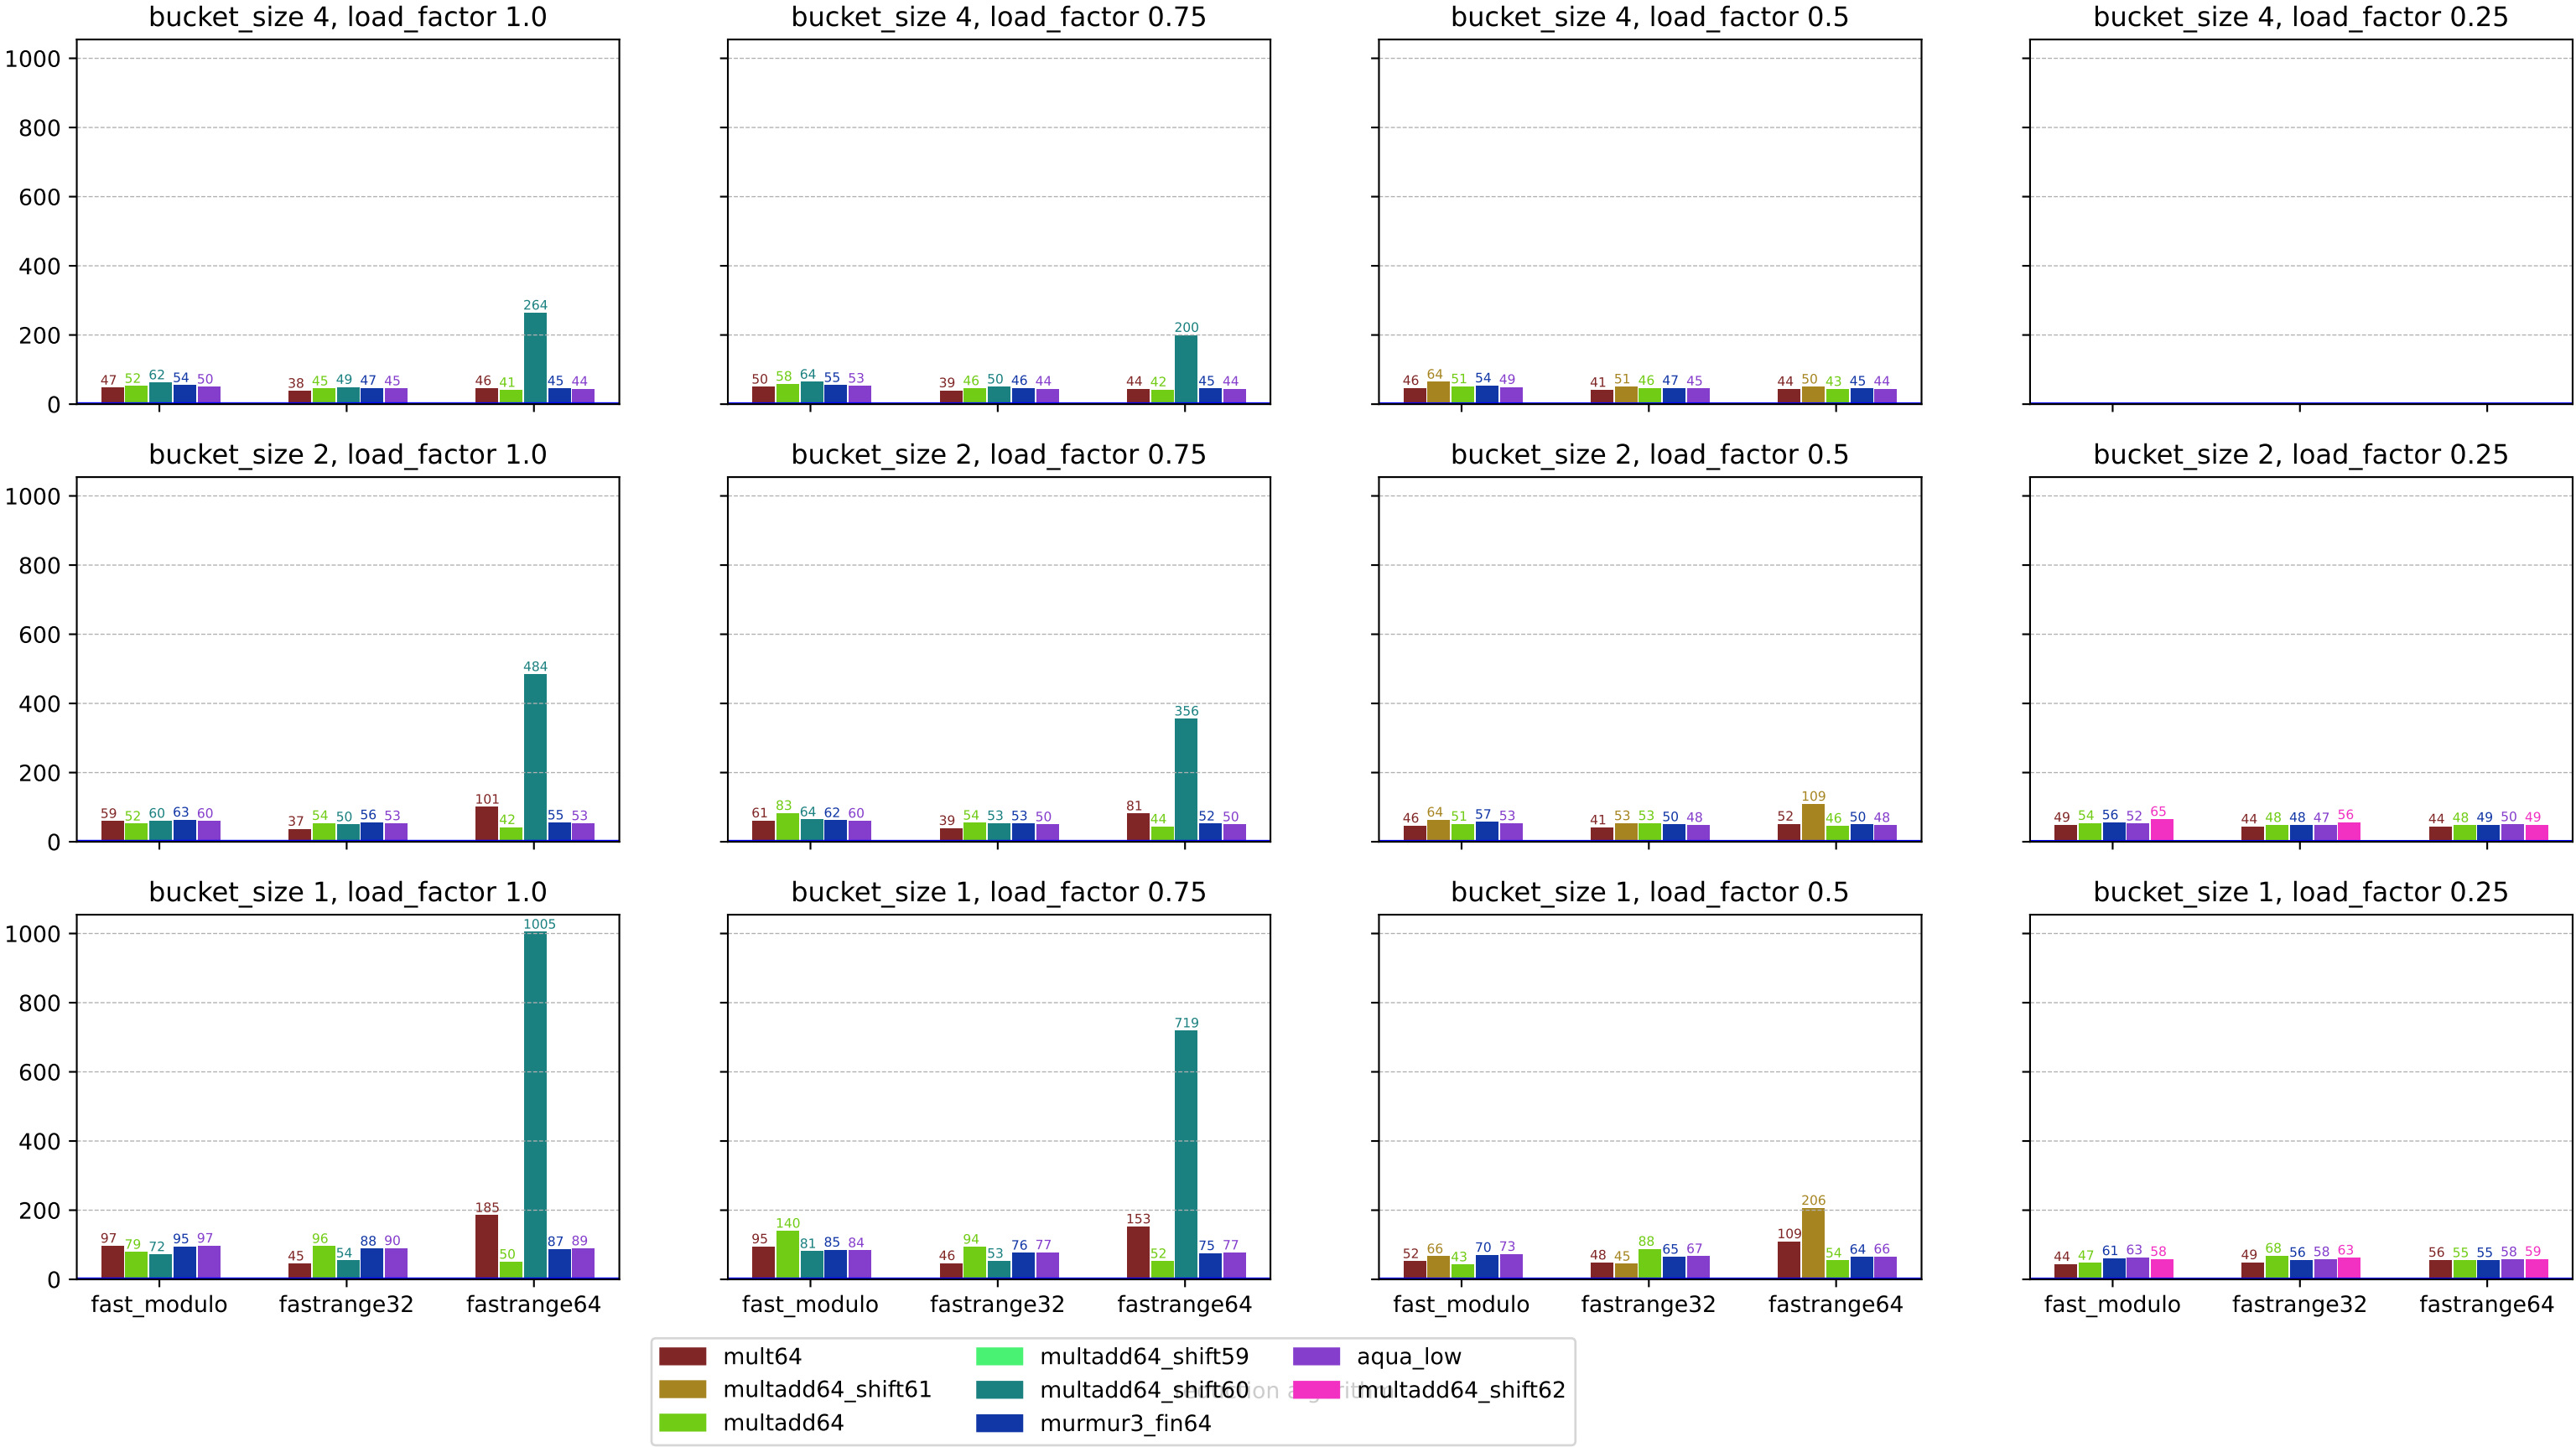 bucket_size 4, load_factor 1.0
bucket_size 4, load_factor 0.75
bucket_size 4, load_factor 0.5
bucket_size 4, load_factor 0.25
1000
800
600
400
200
0
47 52 62 54 50 38 45 49 47 45 46 41 264 45 44
50 58 64 55 53 39 46 50 46 44 44 42 200 45 44
46 64 51 54 49 41 51 46 47 45 44 50 43 45 44
bucket_size 2, load_factor 1.0
bucket_size 2, load_factor 0.75
bucket_size 2, load_factor 0.5
bucket_size 2, load_factor 0.25
1000
800
600
400
200
0
59 52 60 63 60 37 54 50 56 53 101 42 484 55 53
61 83 64 62 60 39 54 53 53 50 81 44 356 52 50
46 64 51 57 53 41 53 53 50 48 52 109 46 50 48
49 54 56 52 65 44 48 48 47 56 44 48 49 50 49
bucket_size 1, load_factor 1.0
bucket_size 1, load_factor 0.75
bucket_size 1, load_factor 0.5
bucket_size 1, load_factor 0.25
1000
800
600
400
200
0
97 79 72 95 97 45 96 54 88 90 185 50 1005 87 89
95 140 81 85 84 46 94 53 76 77 153 52 719 75 77
52 66 43 70 73 48 45 88 65 67 109 206 54 64 66
44 47 61 63 58 49 68 56 58 63 56 55 55 58 59
fast_modulo fastrange32 fastrange64
fast_modulo fastrange32 fastrange64
fast_modulo fastrange32 fastrange64
fast_modulo fastrange32 fastrange64
reduction algorithm
mult64
multadd64_shift61
multadd64
multadd64_shift59
multadd64_shift60
murmur3_fin64
aqua_low
multadd64_shift62